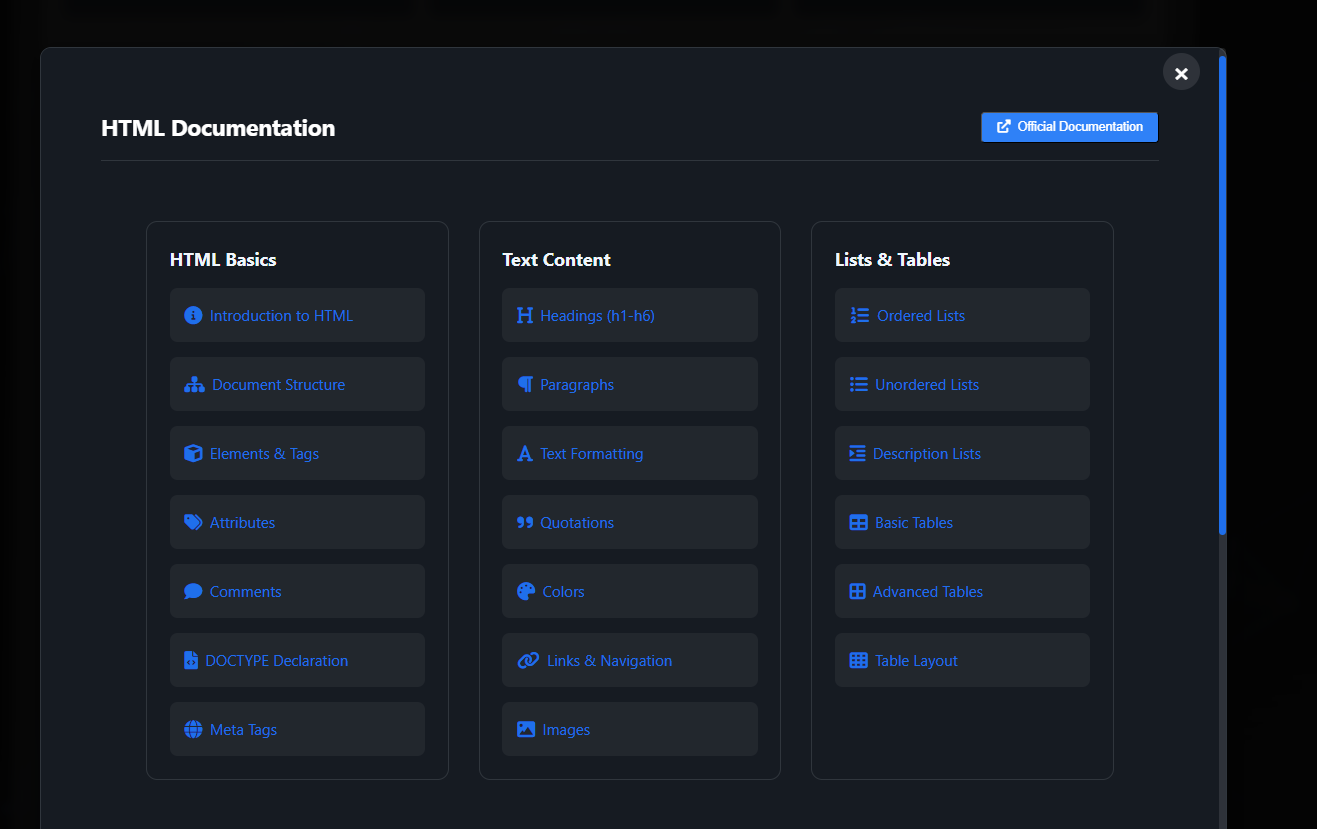 HTML Documentation
Official Documentation
HTML Basics
Introduction to HTML
Document Structure
Elements & Tags
Attributes
Comments
DOCTYPE Declaration
Meta Tags
Text Content
Headings (h1-h6)
Paragraphs
Text Formatting
Quotations
Colors
Links & Navigation
Images
Lists & Tables
Ordered Lists
Unordered Lists
Description Lists
Basic Tables
Advanced Tables
Table Layout